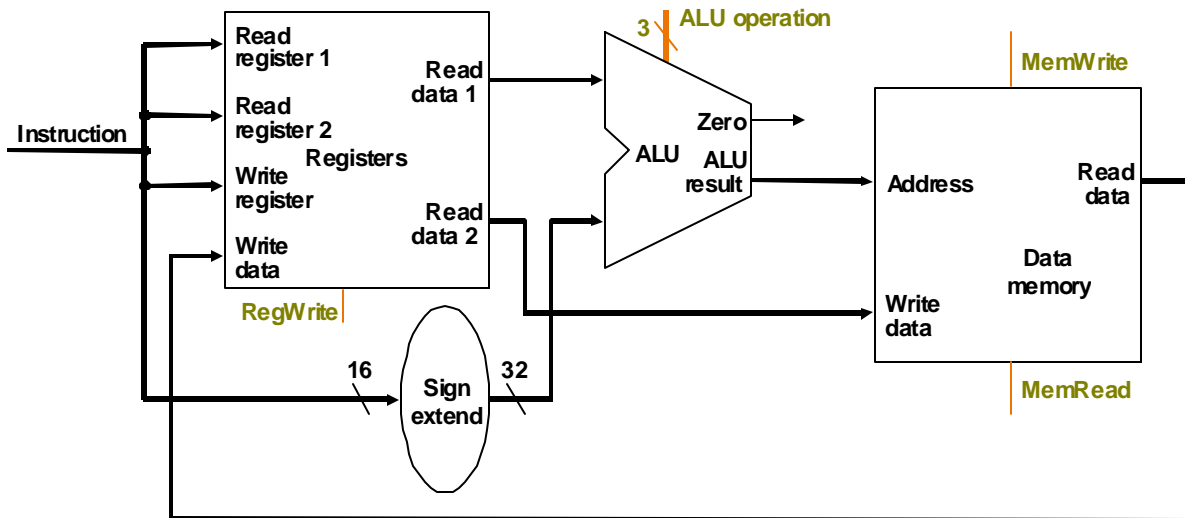 Instruction
Read
register 1
Read
register 2
Registers
Write
register
Write
data
Read
data 1
Read
data 2
RegWrite
16
Sign
extend
32
3
ALU operation
Zero
ALU
ALU
result
MemWrite
Address
Read
data
Data
memory
Write
data
MemRead